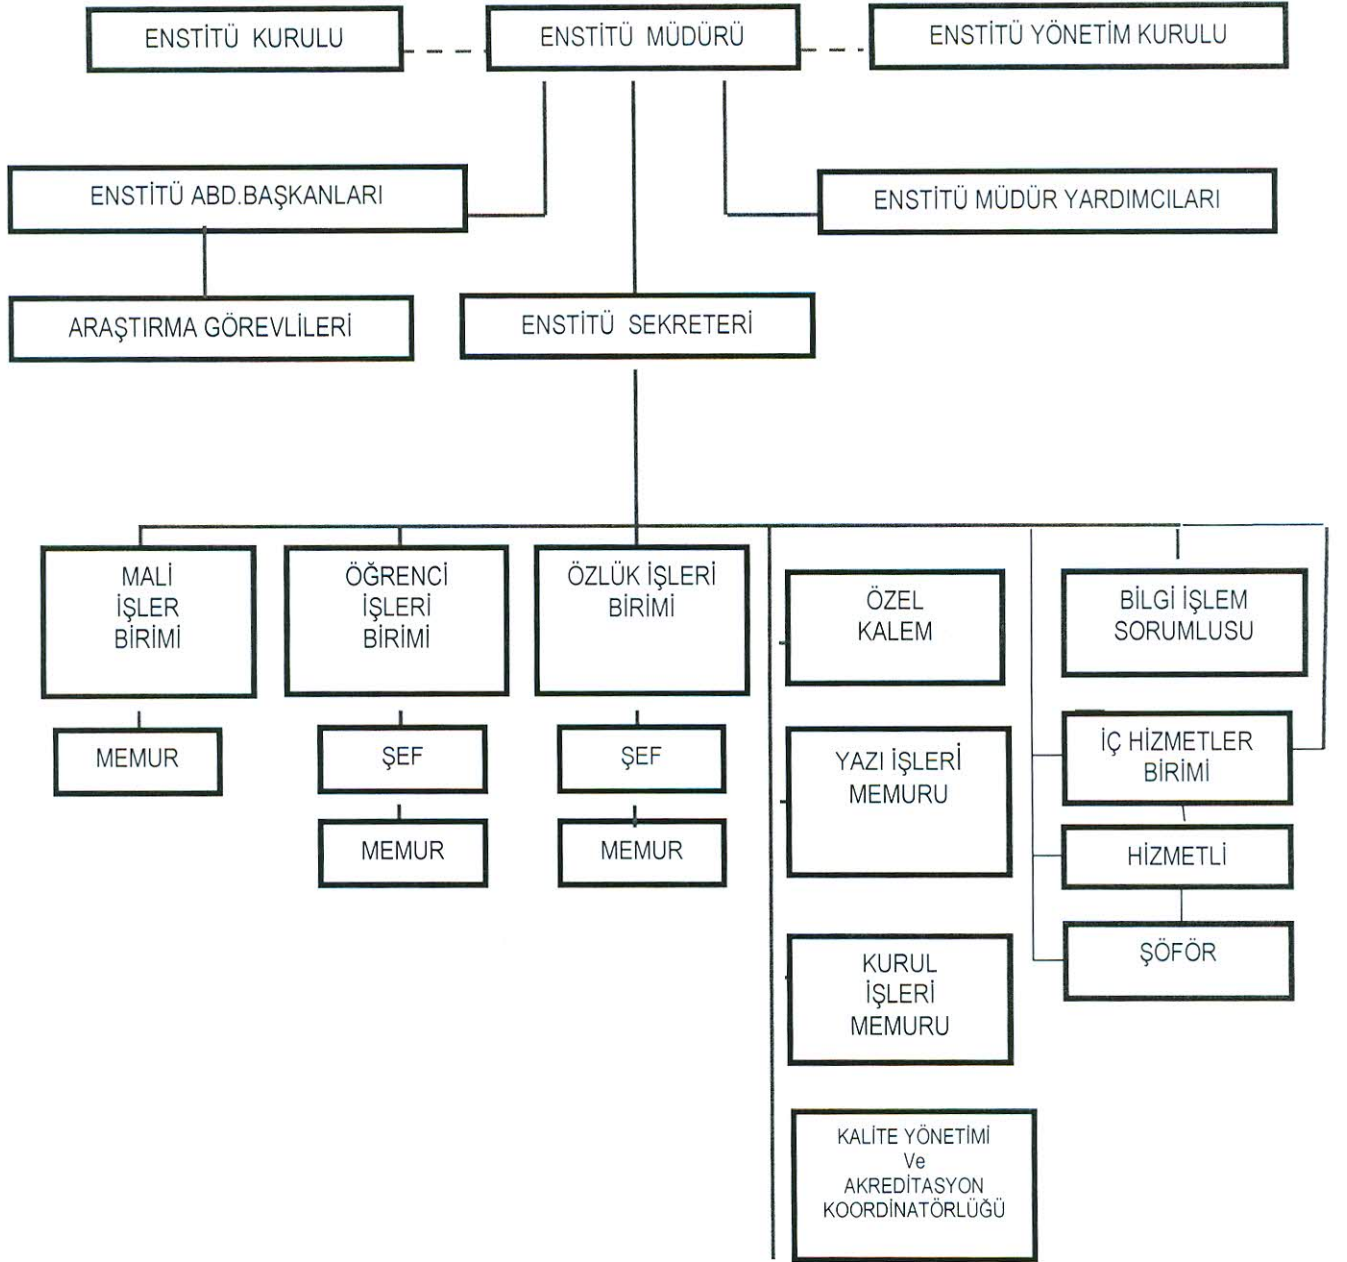 ENSTİTÜ KURULU
ENSTİTÜ MÜDÜRÜ
ENSTİTÜ YÖNETİM KURULU
ENSTİTÜ ABD.BAŞKANLARI
ENSTİTÜ MÜDÜR YARDIMCILARI
ARAŞTIRMA GÖREVLİLERİ
ENSTİTÜ SEKRETERİ
MALİ
İŞLER
BİRİMİ
MEMUR
ÖĞRENCİ
İŞLERİ
BİRİMİ
ŞEF
MEMUR
ÖZLÜK İŞLERİ
BİRİMİ
ŞEF
MEMUR
ÖZEL
KALEM
YAZI İŞLERİ
MEMURU
KURUL
İŞLERİ
MEMURU
KALİTE YÖNETİMİ
Ve
AKREDİTASYON
KOORDİNATÖRLÜĞÜ
BİLGİ İŞLEM
SORUMLUSU
İÇ HİZMETLER
BİRİMİ
HİZMETLİ
ŞÖFÖR